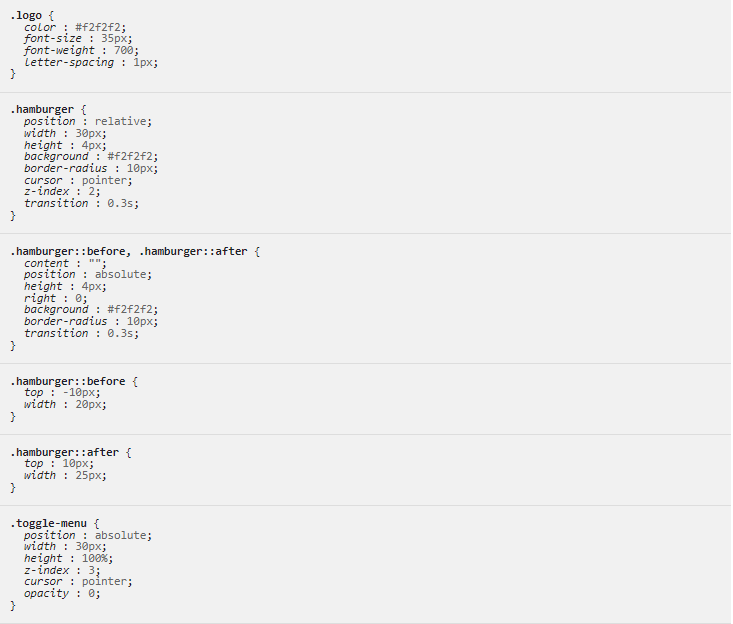 .logo {
color : #f2f2f2;
font-size : 35px;
font-weight : 700;
letter-spacing : 1px;
}
.hamburger {
position : relative;
width : 30px;
height : 4px;
background : #f2f2f2;
border-radius : 10px;
cursor : pointer;
z-index : 2;
transition : 0.3s;
}
.hamburger::before, .hamburger::after {
content : "";
position : absolute;
height : 4px;
right : 0;
background : #f2f2f2;
border-radius : 10px;
transition : 0.3s;
}
.hamburger::before {
top : -10px;
width : 20px;
}
.hamburger::after {
top : 10px;
width : 25px;
}
.toggle-menu {
position : absolute;
width : 30px;
height : 100%;
z-index : 3;
cursor : pointer;
opacity : 0;
}